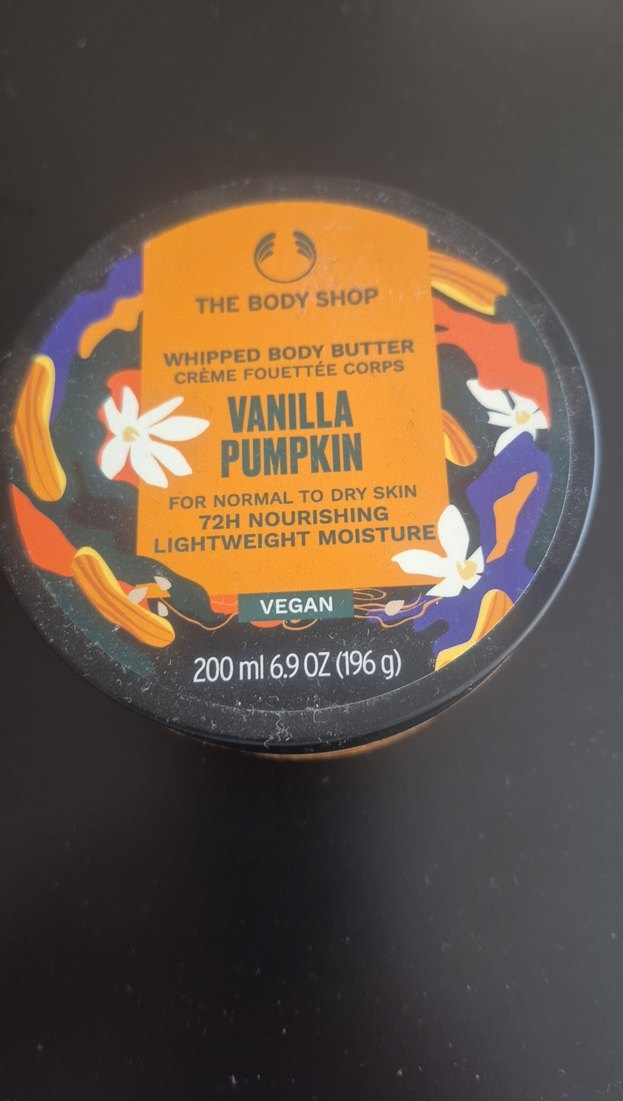 THE BODY SHOP
WHIPPED BODY BUTTER
CRÈME FOUETTÉE CORPS
VANILLA
PUMPKIN
FOR NORMAL TO DRY SKIN
72H NOURISHING
LIGHTWEIGHT MOISTURE
VEGAN
200 ml 6.9 OZ (196 g)